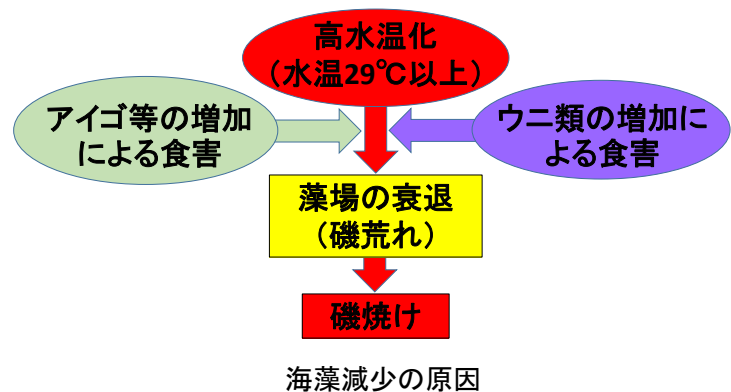 高水温化
（水温29℃以上）
アイゴ等の増加
による食害
ウニ類の増加に
よる食害
藻場の衰退
（磯荒れ）
磯焼け
海藻減少の原因